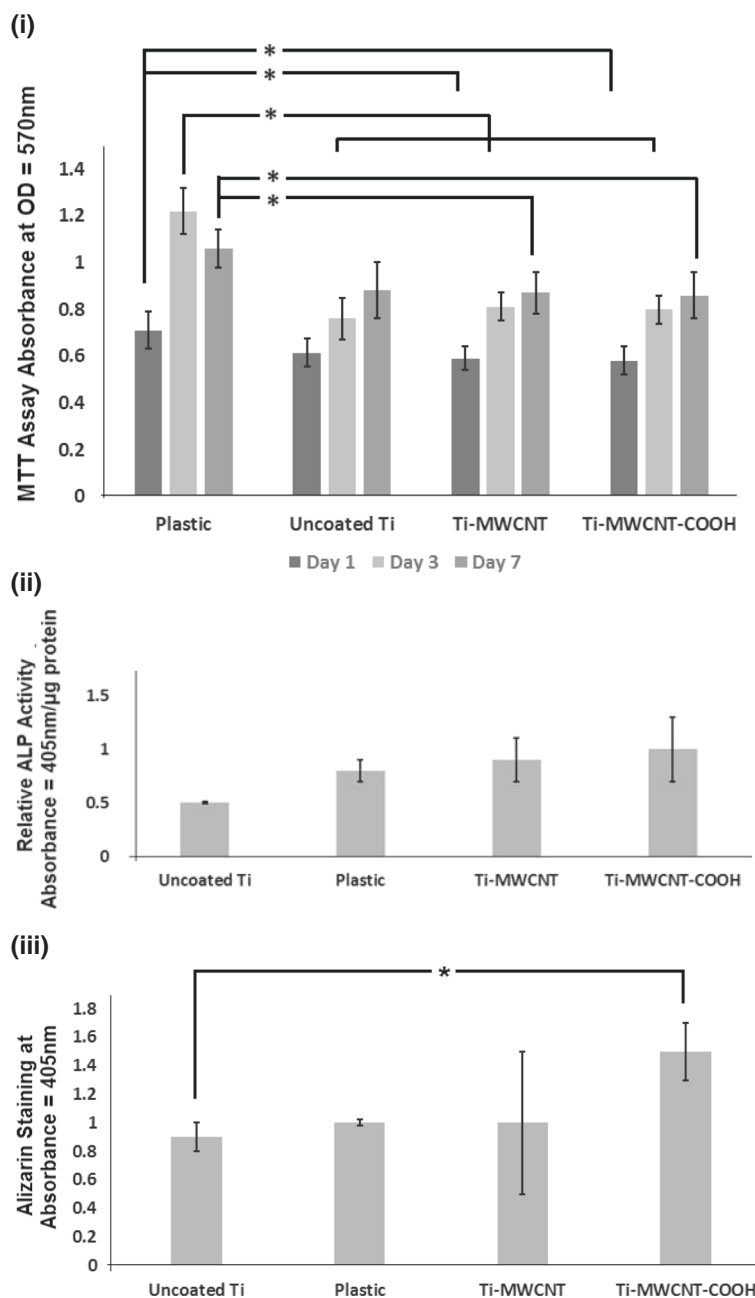 (i)
*
*
*
*
*
MTT Assay Absorbance at OD = 570nm
1.4
1.2
1
0.8
0.6
0.4
0.2
0
Plastic Uncoated Ti Ti-MWCNT Ti-MWCNT-COOH
Day 1 Day 3 Day 7
(ii)
Relative ALP Activity
Absorbance = 405nm/µg protein
1.5
1
0.5
0
Uncoated Ti Plastic Ti-MWCNT Ti-MWCNT-COOH
(iii)
*
Alizarin Staining at
Absorbance = 405nm
1.8
1.6
1.4
1.2
1
0.8
0.6
0.4
0.2
0
Uncoated Ti Plastic Ti-MWCNT Ti-MWCNT-COOH